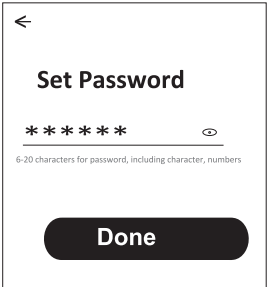 Set Password
******
6-20 characters for password, including character, numbers
Done